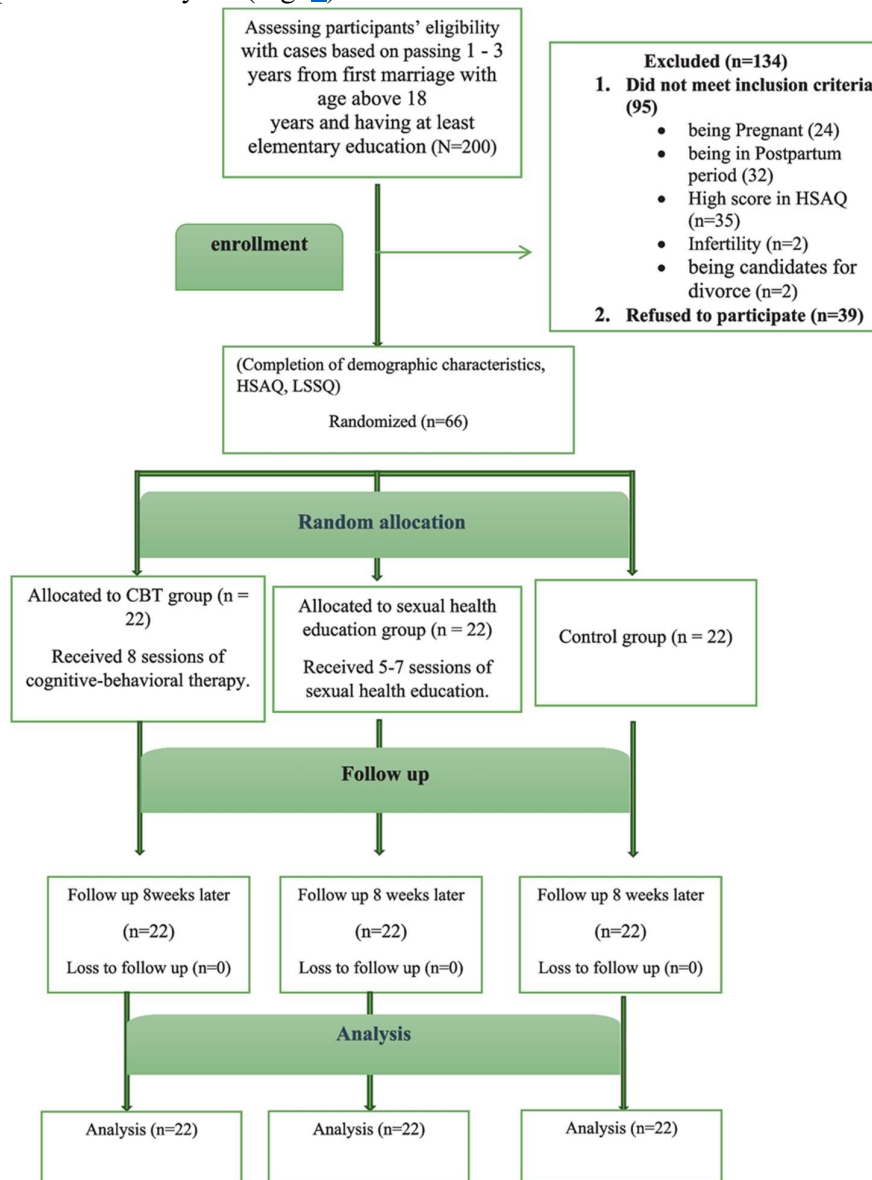 Assessing participants’ eligibility
with cases based on passing 1 - 3
years from first marriage with
age above 18
years and having at least
elementary education (N=200)
Excluded (n=134)
1. Did not meet inclusion criteria
(95)
• being Pregnant (24)
• being in Postpartum
period (32)
• High score in HSAQ
(n=35)
• Infertility (n=2)
• being candidates for
divorce (n=2)
2. Refused to participate (n=39)
enrollment
(Completion of demographic characteristics,
HSAQ, LSSQ)
Randomized (n=66)
Random allocation
Allocated to CBT group (n =
22)
Received 8 sessions of
cognitive-behavioral therapy.
Allocated to sexual health
education group (n = 22)
Received 5-7 sessions of
sexual health education.
Control group (n = 22)
Follow up
Follow up 8weeks later
(n=22)
Loss to follow up (n=0)
Follow up 8 weeks later
(n=22)
Loss to follow up (n=0)
Follow up 8 weeks later
(n=22)
Loss to follow up (n=0)
Analysis
Analysis (n=22)
Analysis (n=22)
Analysis (n=22)